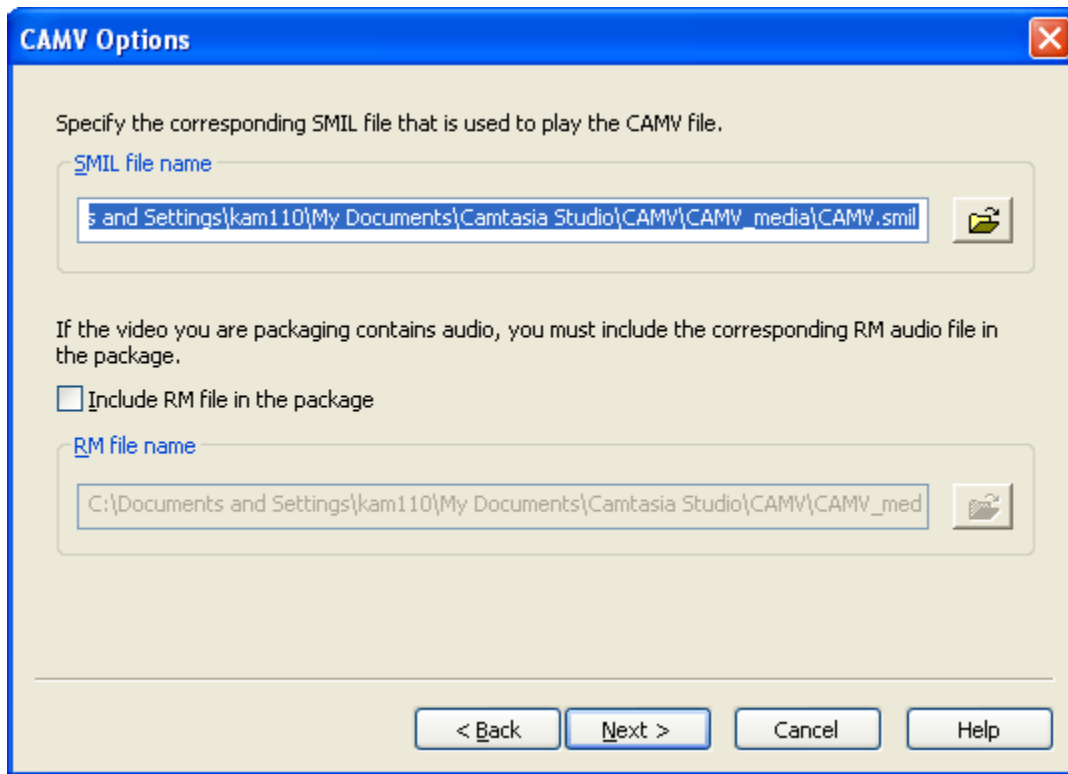 CAMV Options
Specify the corresponding SMIL file that is used to play the CAMV file.
SMIL file name
s and Settings\kam110\My Documents\Camtasia Studio\CAMV\CAMV_media\CAMV.smil
If the video you are packaging contains audio, you must include the corresponding RM audio file in
the package.
Include RM file in the package
RM file name
C:\Documents and Settings\kam110\My Documents\Camtasia Studio\CAMV\CAMV_med
< Back Next > Cancel Help